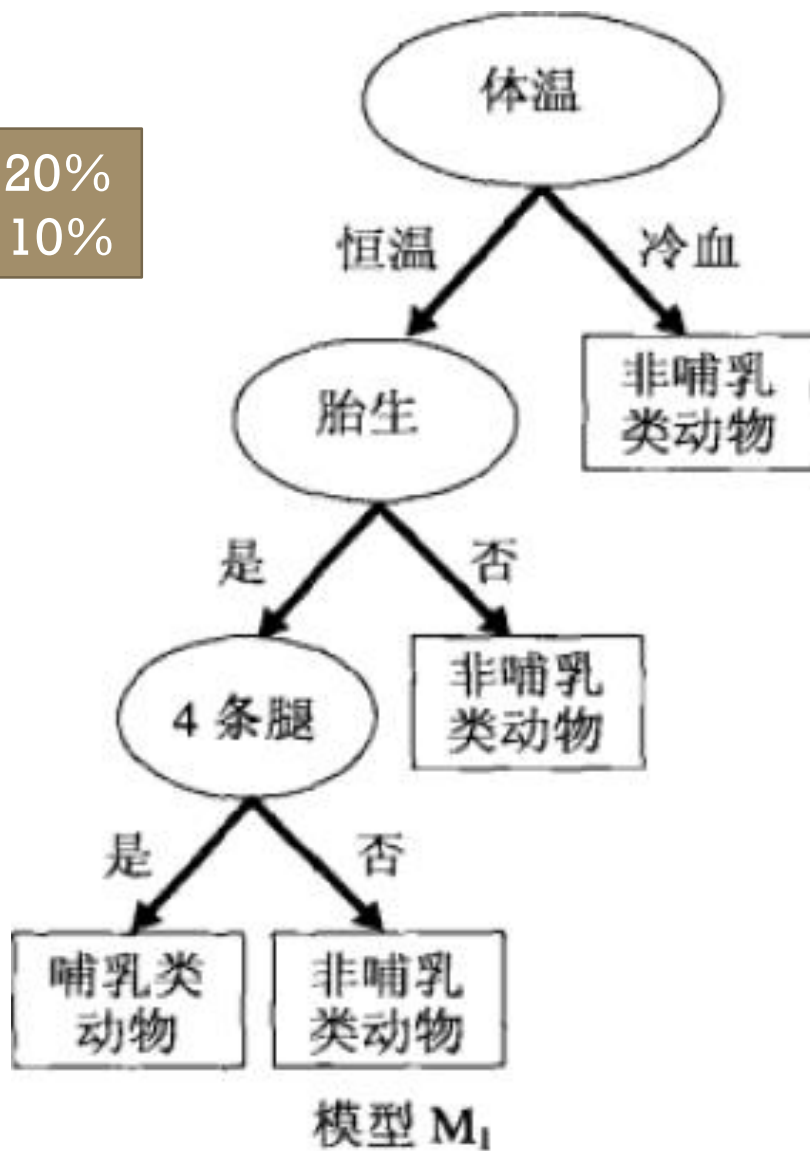 体温
20%
10%
恒温
冷血
非哺乳
类动物
胎生
是
否
非哺乳
类动物
4 条腿
是
否
哺乳类
动物
非哺乳
类动物
模型 M₁